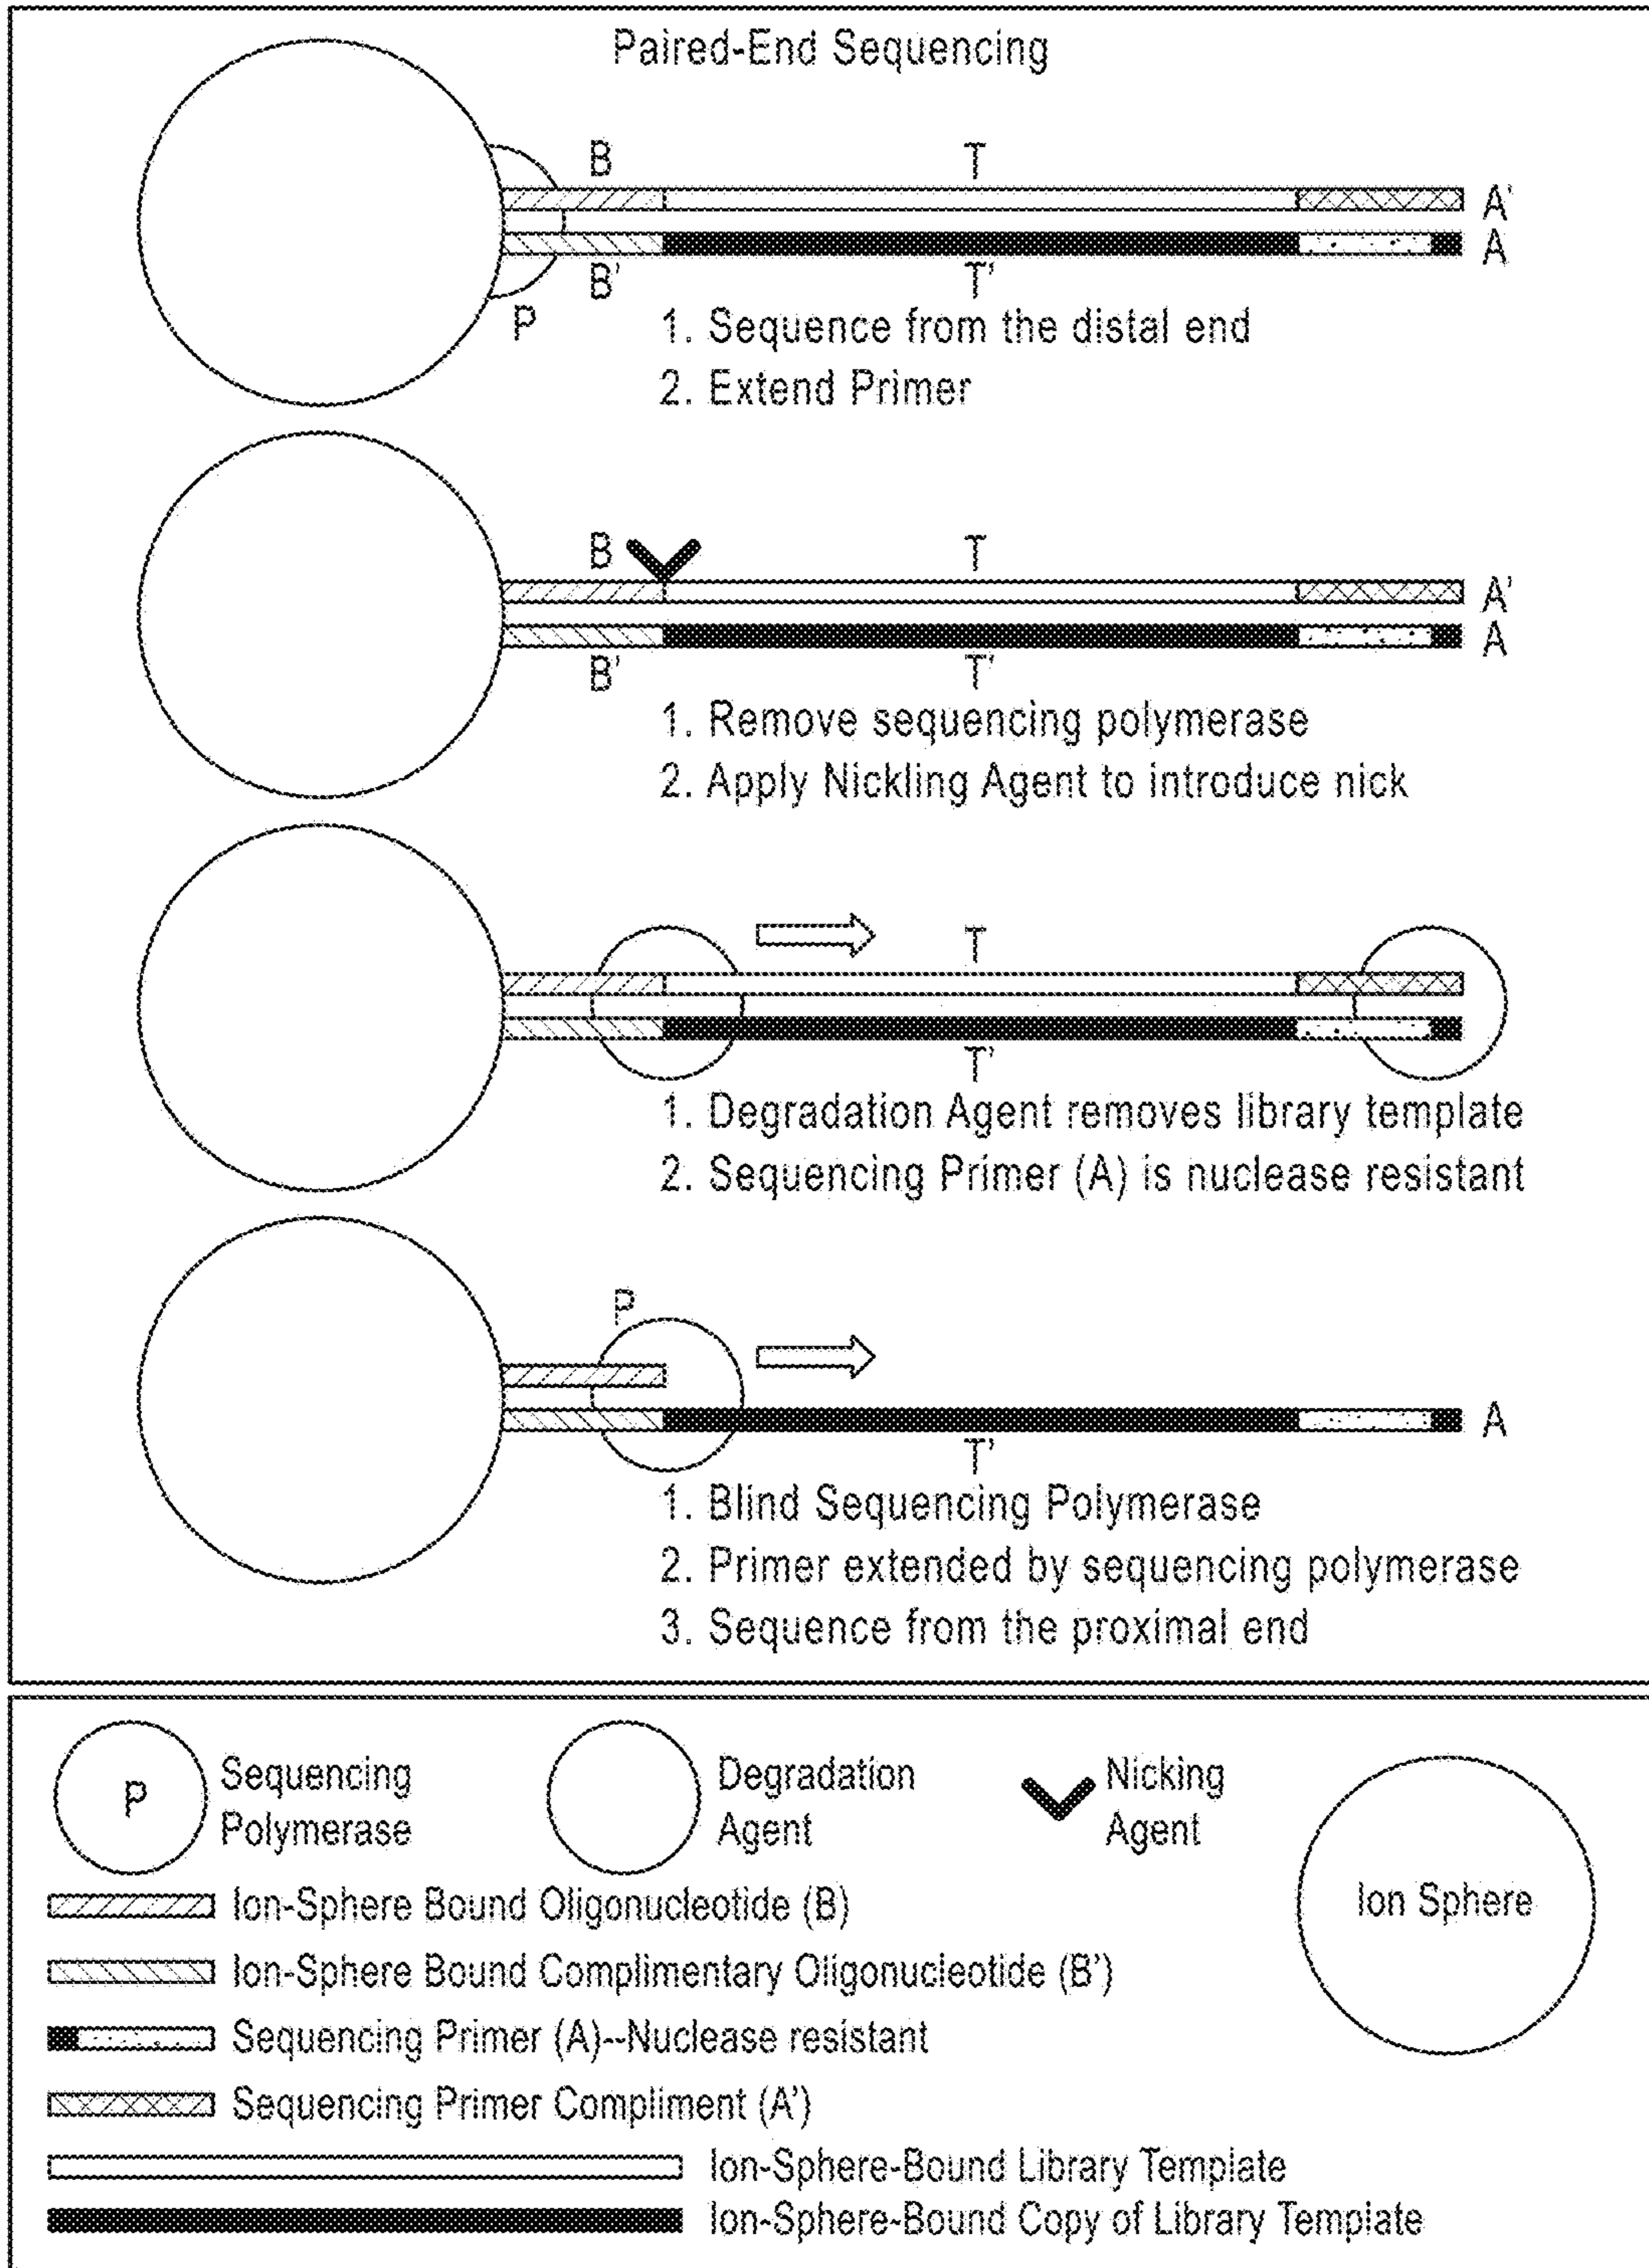 Paired-End Sequencing
B
T
A'
A
B'
T'
P
1. Sequence from the distal end
2. Extend Primer
B
T
A'
A
B'
T'
1. Remove sequencing polymerase
2. Apply Nickling Agent to introduce nick
T
T'
1. Degradation Agent removes library template
2. Sequencing Primer (A) is nuclease resistant
P
A
T'
1. Blind Sequencing Polymerase
2. Primer extended by sequencing polymerase
3. Sequence from the proximal end
P
Sequencing
Polymerase
Degradation
Agent
Nicking
Agent
Ion Sphere
Ion-Sphere Bound Oligonucleotide (B)
Ion-Sphere Bound Complimentary Oligonucleotide (B')
Sequencing Primer (A)--Nuclease resistant
Sequencing Primer Compliment (A')
Ion-Sphere-Bound Library Template
Ion-Sphere-Bound Copy of Library Template